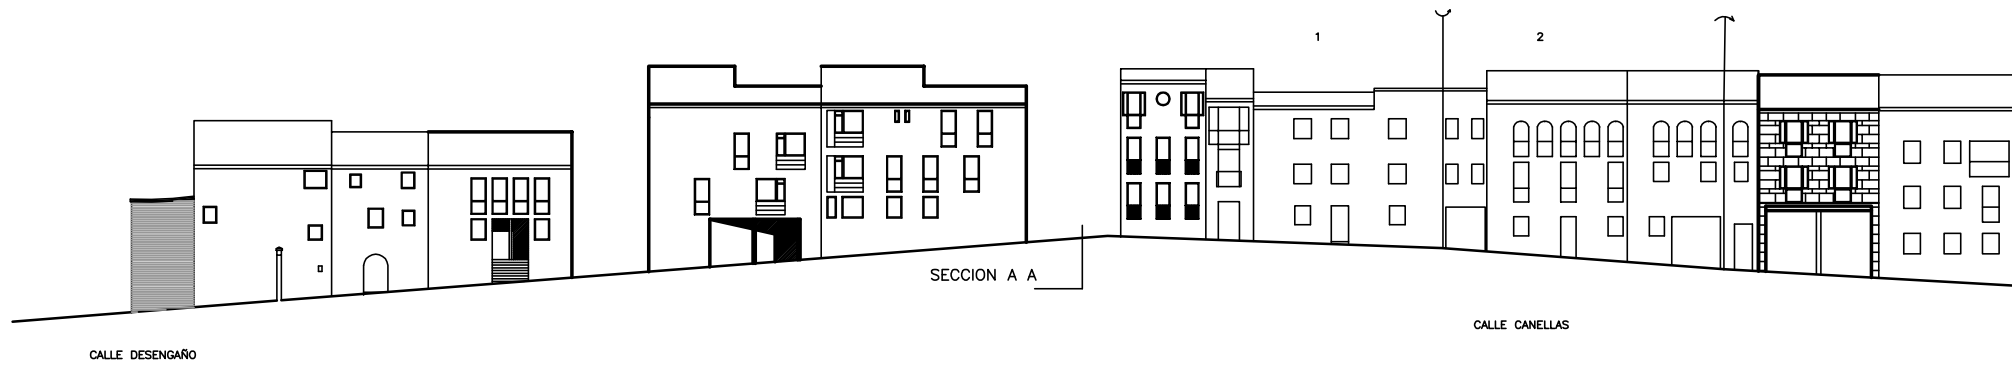 1
2
SECCION A A
CALLE CANELLAS
CALLE DESENGAÑO